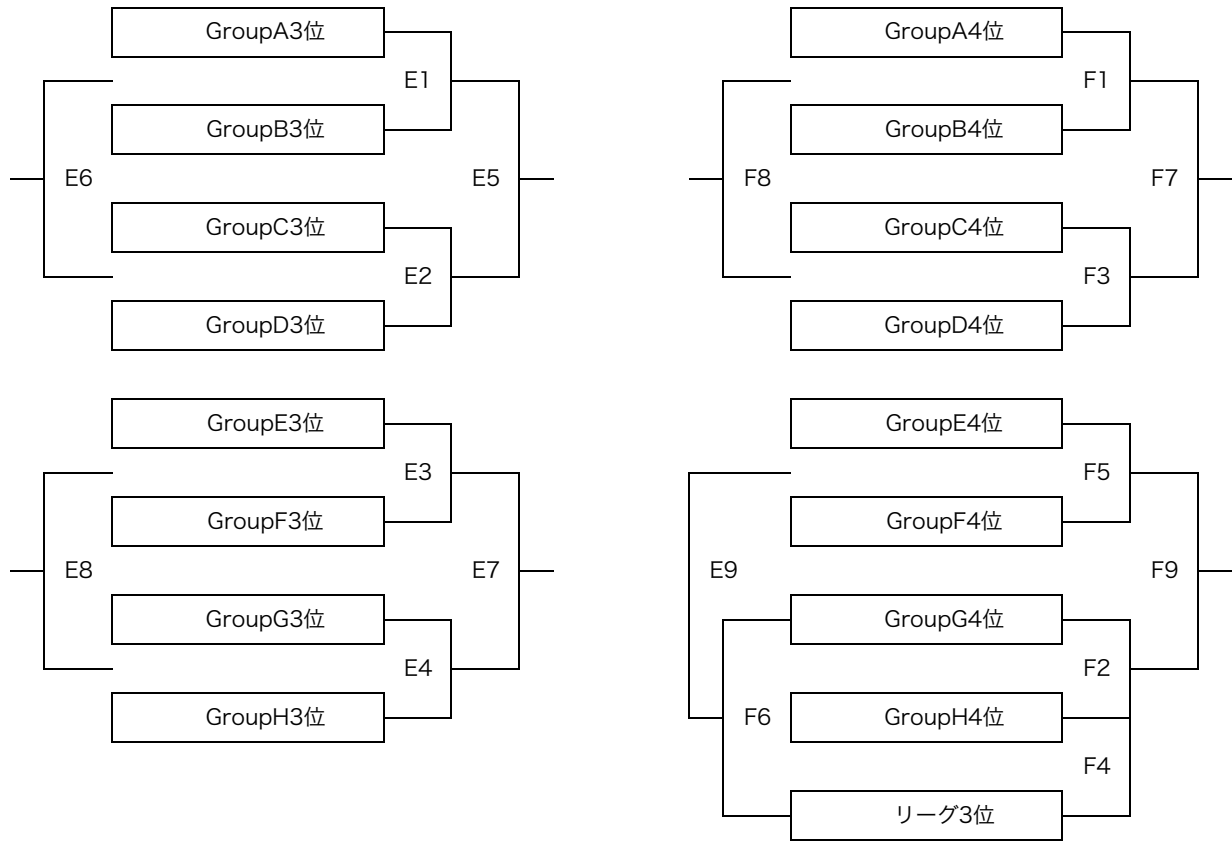 GroupA3位
E1
GroupB3位
E6
E5
GroupC3位
E2
GroupD3位
GroupE3位
E3
GroupF3位
E8
E7
GroupG3位
E4
GroupH3位
GroupA4位
F1
GroupB4位
F8
F7
GroupC4位
F3
GroupD4位
GroupE4位
F5
GroupF4位
E9
F9
GroupG4位
F2
F6
GroupH4位
F4
リーグ3位